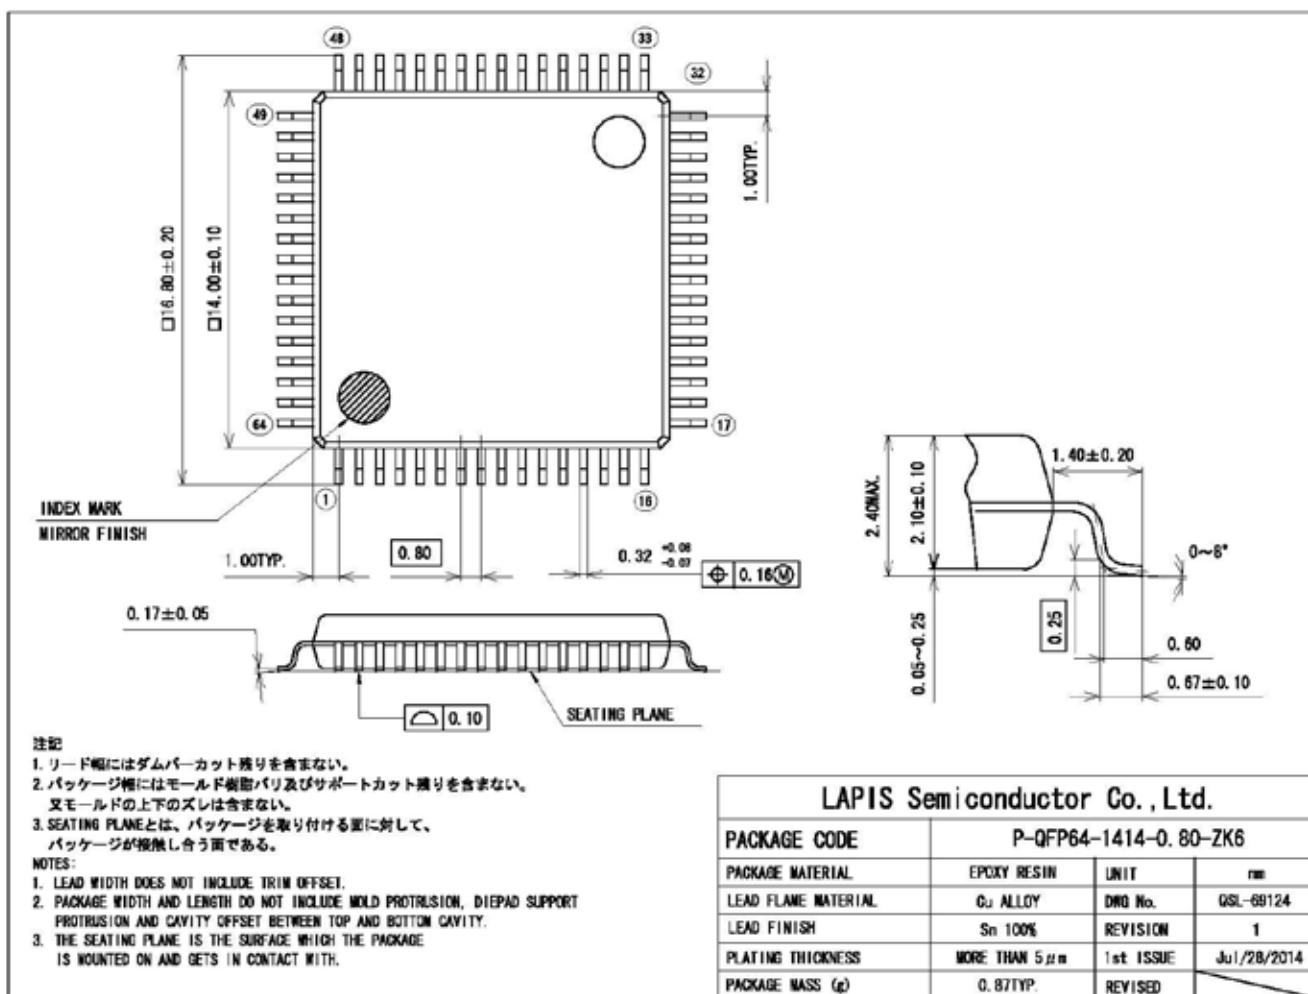 48
33
32
49
1.00TYP.
□16.80±0.20
□14.00±0.10
64
17
1
16
INDEX MARK
MIRROR FINISH
1.00TYP.
0.80
0.32 +0.08 -0.07
⌖ 0.16Ⓜ
2.40MAX.
2.10±0.10
1.40±0.20
0~8°
0.05~0.25
0.25
0.60
0.67±0.10
0.17±0.05
⌓ 0.10
SEATING PLANE
注記
1. リード幅にはダムバーカット残りを含まない。
2. パッケージ幅にはモールド樹脂バリ及びサポートカット残りを含まない。
又モールドの上下のズレは含まない。
3. SEATING PLANEとは、パッケージを取り付ける面に対して、
パッケージが接触し合う面である。
NOTES:
1. LEAD WIDTH DOES NOT INCLUDE TRIM OFFSET.
2. PACKAGE WIDTH AND LENGTH DO NOT INCLUDE MOLD PROTRUSION, DIEPAD SUPPORT
PROTRUSION AND CAVITY OFFSET BETWEEN TOP AND BOTTOM CAVITY.
3. THE SEATING PLANE IS THE SURFACE WHICH THE PACKAGE
IS MOUNTED ON AND GETS IN CONTACT WITH.
LAPIS Semiconductor Co.,Ltd.
PACKAGE CODE P-QFP64-1414-0.80-ZK6
PACKAGE MATERIAL EPOXY RESIN UNIT mm
LEAD FLAME MATERIAL Cu ALLOY DWG No. QSL-69124
LEAD FINISH Sn 100% REVISION 1
PLATING THICKNESS MORE THAN 5μm 1st ISSUE Jul/28/2014
PACKAGE MASS (g) 0.87TYP. REVISED